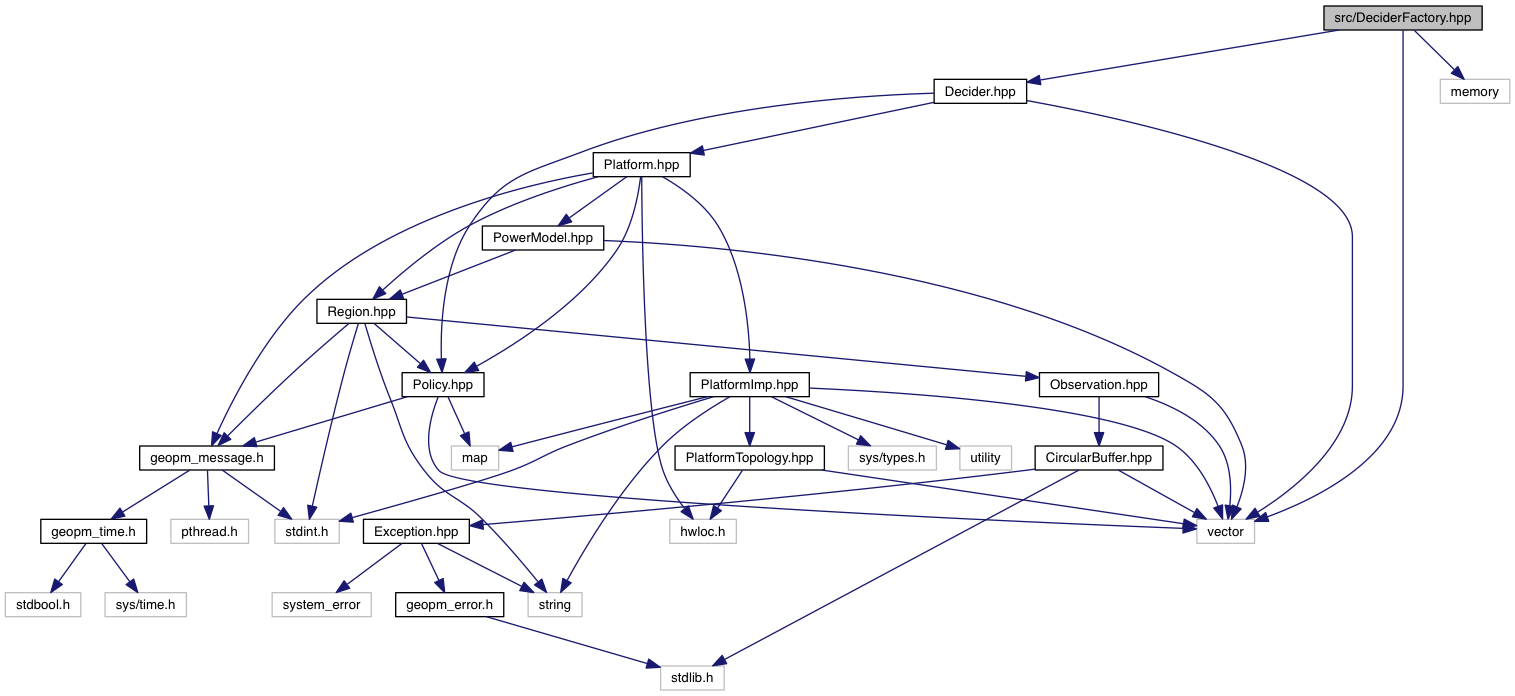 src/DeciderFactory.hpp
Decider.hpp
memory
Platform.hpp
PowerModel.hpp
Region.hpp
Policy.hpp
PlatformImp.hpp
Observation.hpp
geopm_message.h
map
PlatformTopology.hpp
sys/types.h
utility
CircularBuffer.hpp
geopm_time.h
pthread.h
stdint.h
Exception.hpp
hwloc.h
vector
stdbool.h
sys/time.h
system_error
geopm_error.h
string
stdlib.h